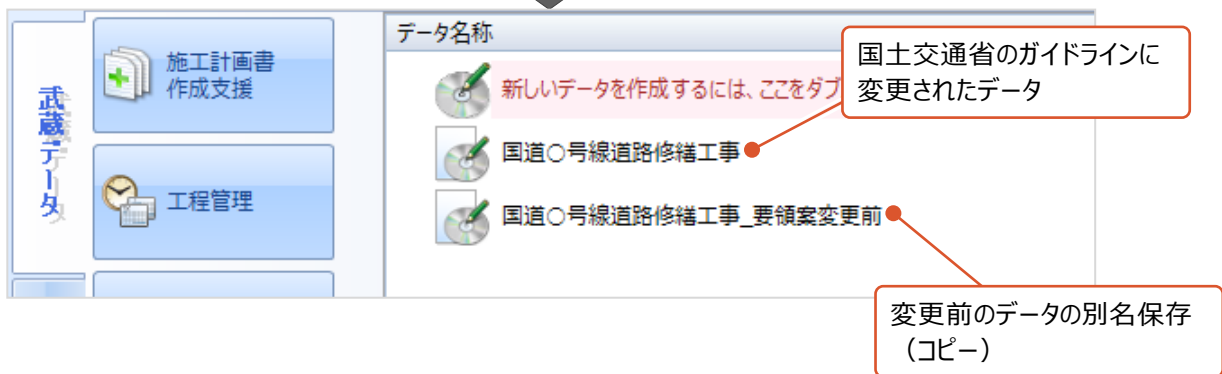 データ名称
国土交通省のガイドラインに
変更されたデータ
施工計画書
作成支援
武蔵データ
新しいデータを作成するには、ここをダブ
国道○号線道路修繕工事
工程管理
国道○号線道路修繕工事_要領案変更前
変更前のデータの別名保存
（コピー）